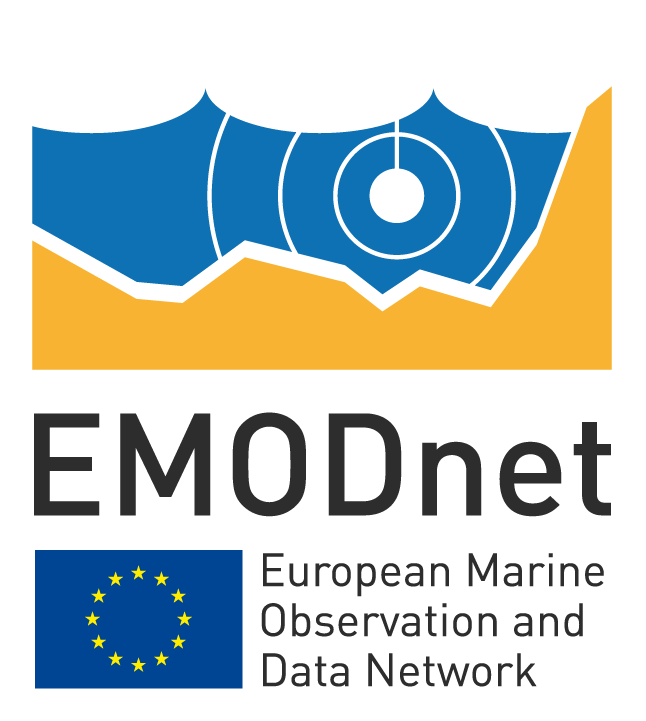 EMODnet
European Marine
Observation and
Data Network